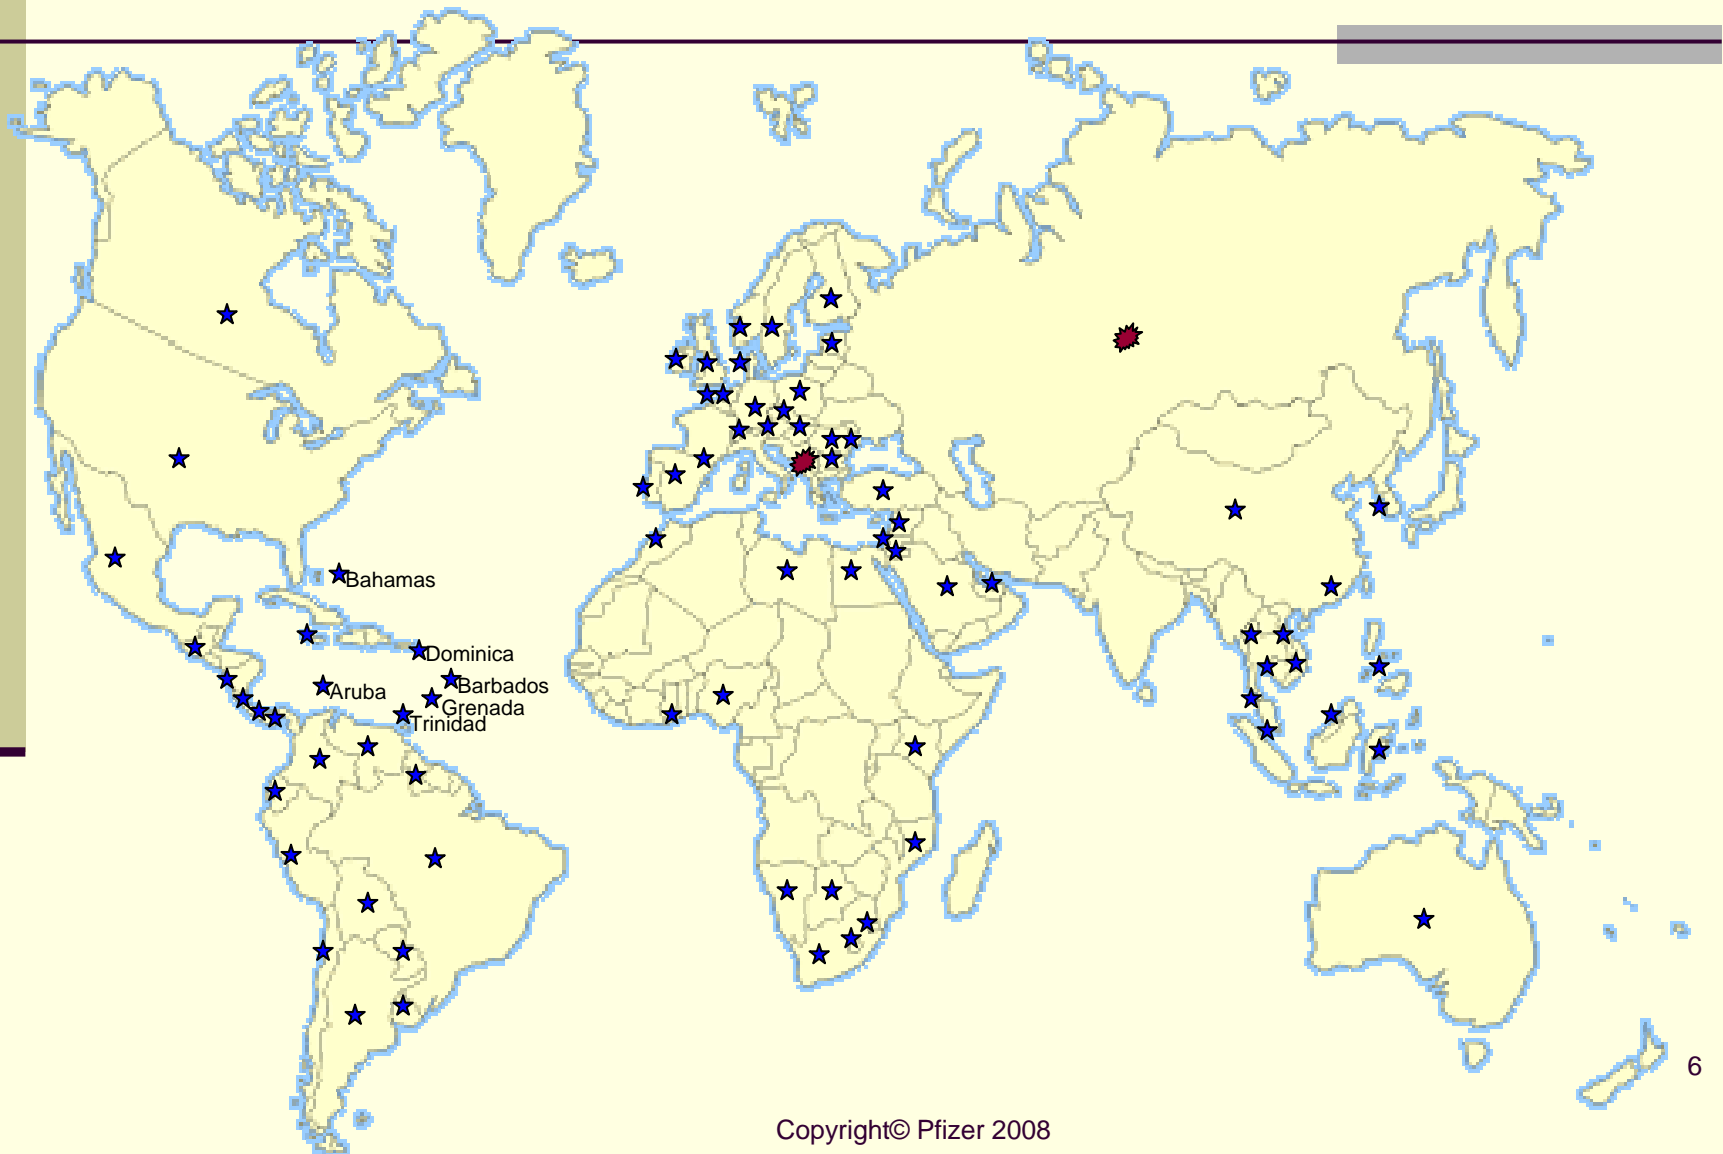 Bahamas
Dominica
Aruba
Barbados
Grenada
Trinidad
6
Copyright© Pfizer 2008